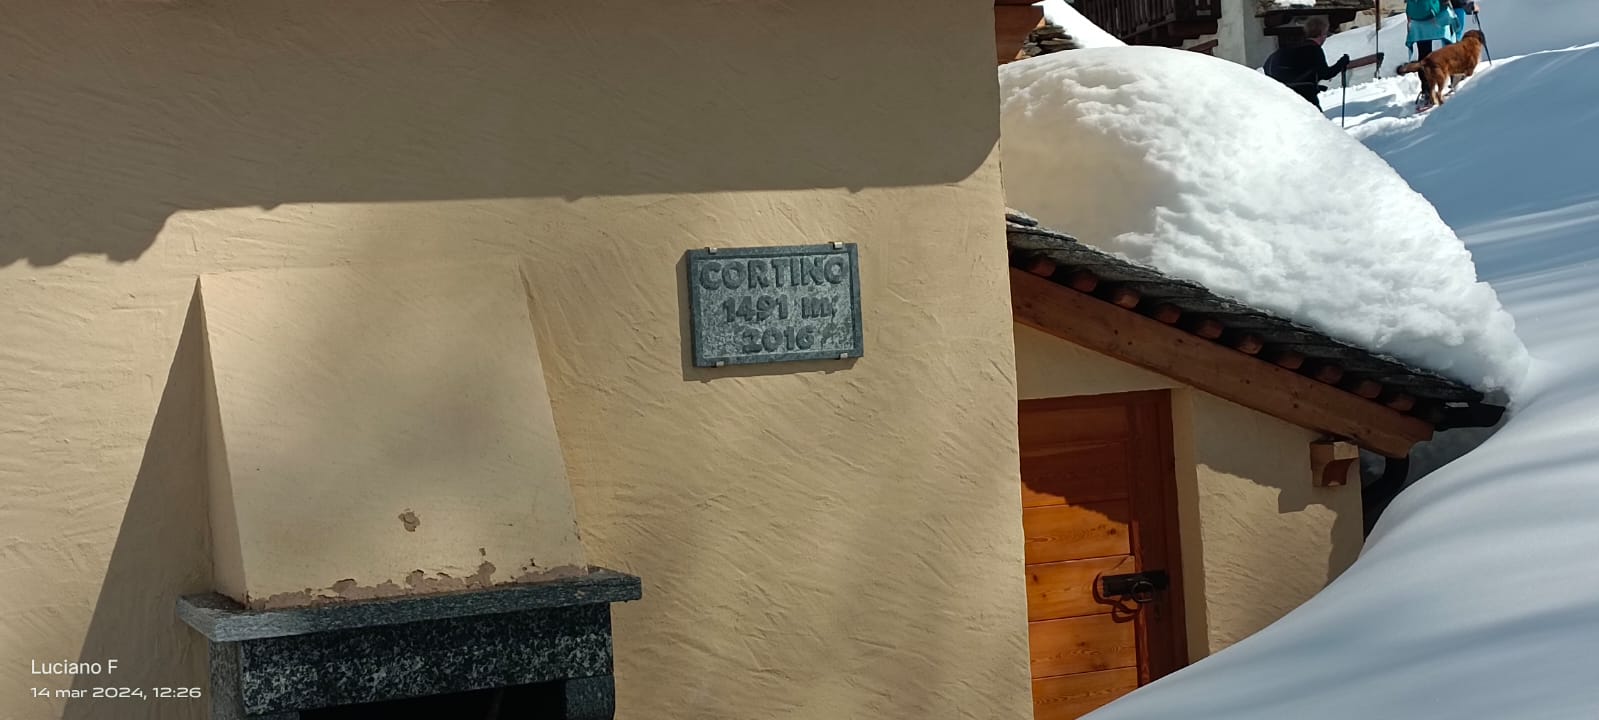 CORTINO
1491 m.
2016
Luciano F
14 mar 2024, 12:26